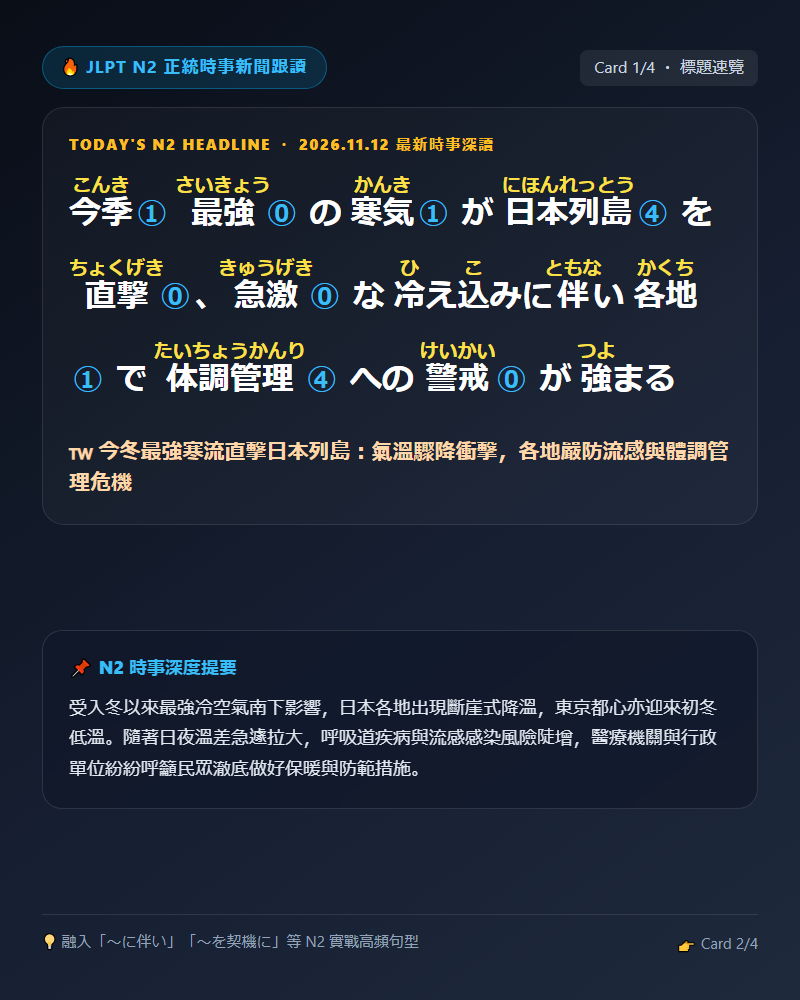 🔥 JLPT N2 正統時事新聞跟讀
Card 1/4 · 標題速覽
TODAY'S N2 HEADLINE · 2026.11.12 最新時事深讀
こんき さいきょう かんき にほんれっとう
今季① 最強⓪の寒気①が日本列島④を
ちょくげき きゅうげき ひ こ ともな かくち
直撃⓪、急激⓪な冷え込みに伴い各地
たいちょうかんり けいかい つよ
①で体調管理④への警戒⓪が強まる
TW 今冬最強寒流直擊日本列島：氣溫驟降衝擊，各地嚴防流感與體調管
理危機
📌 N2 時事深度提要
受入冬以來最強冷空氣南下影響，日本各地出現斷崖式降溫，東京都心亦迎來初冬
低溫。隨著日夜溫差急遽拉大，呼吸道疾病與流感感染風險陡增，醫療機關與行政
單位紛紛呼籲民眾澈底做好保暖與防範措施。
💡 融入「〜に伴い」「〜を契機に」等 N2 實戰高頻句型
👉 Card 2/4